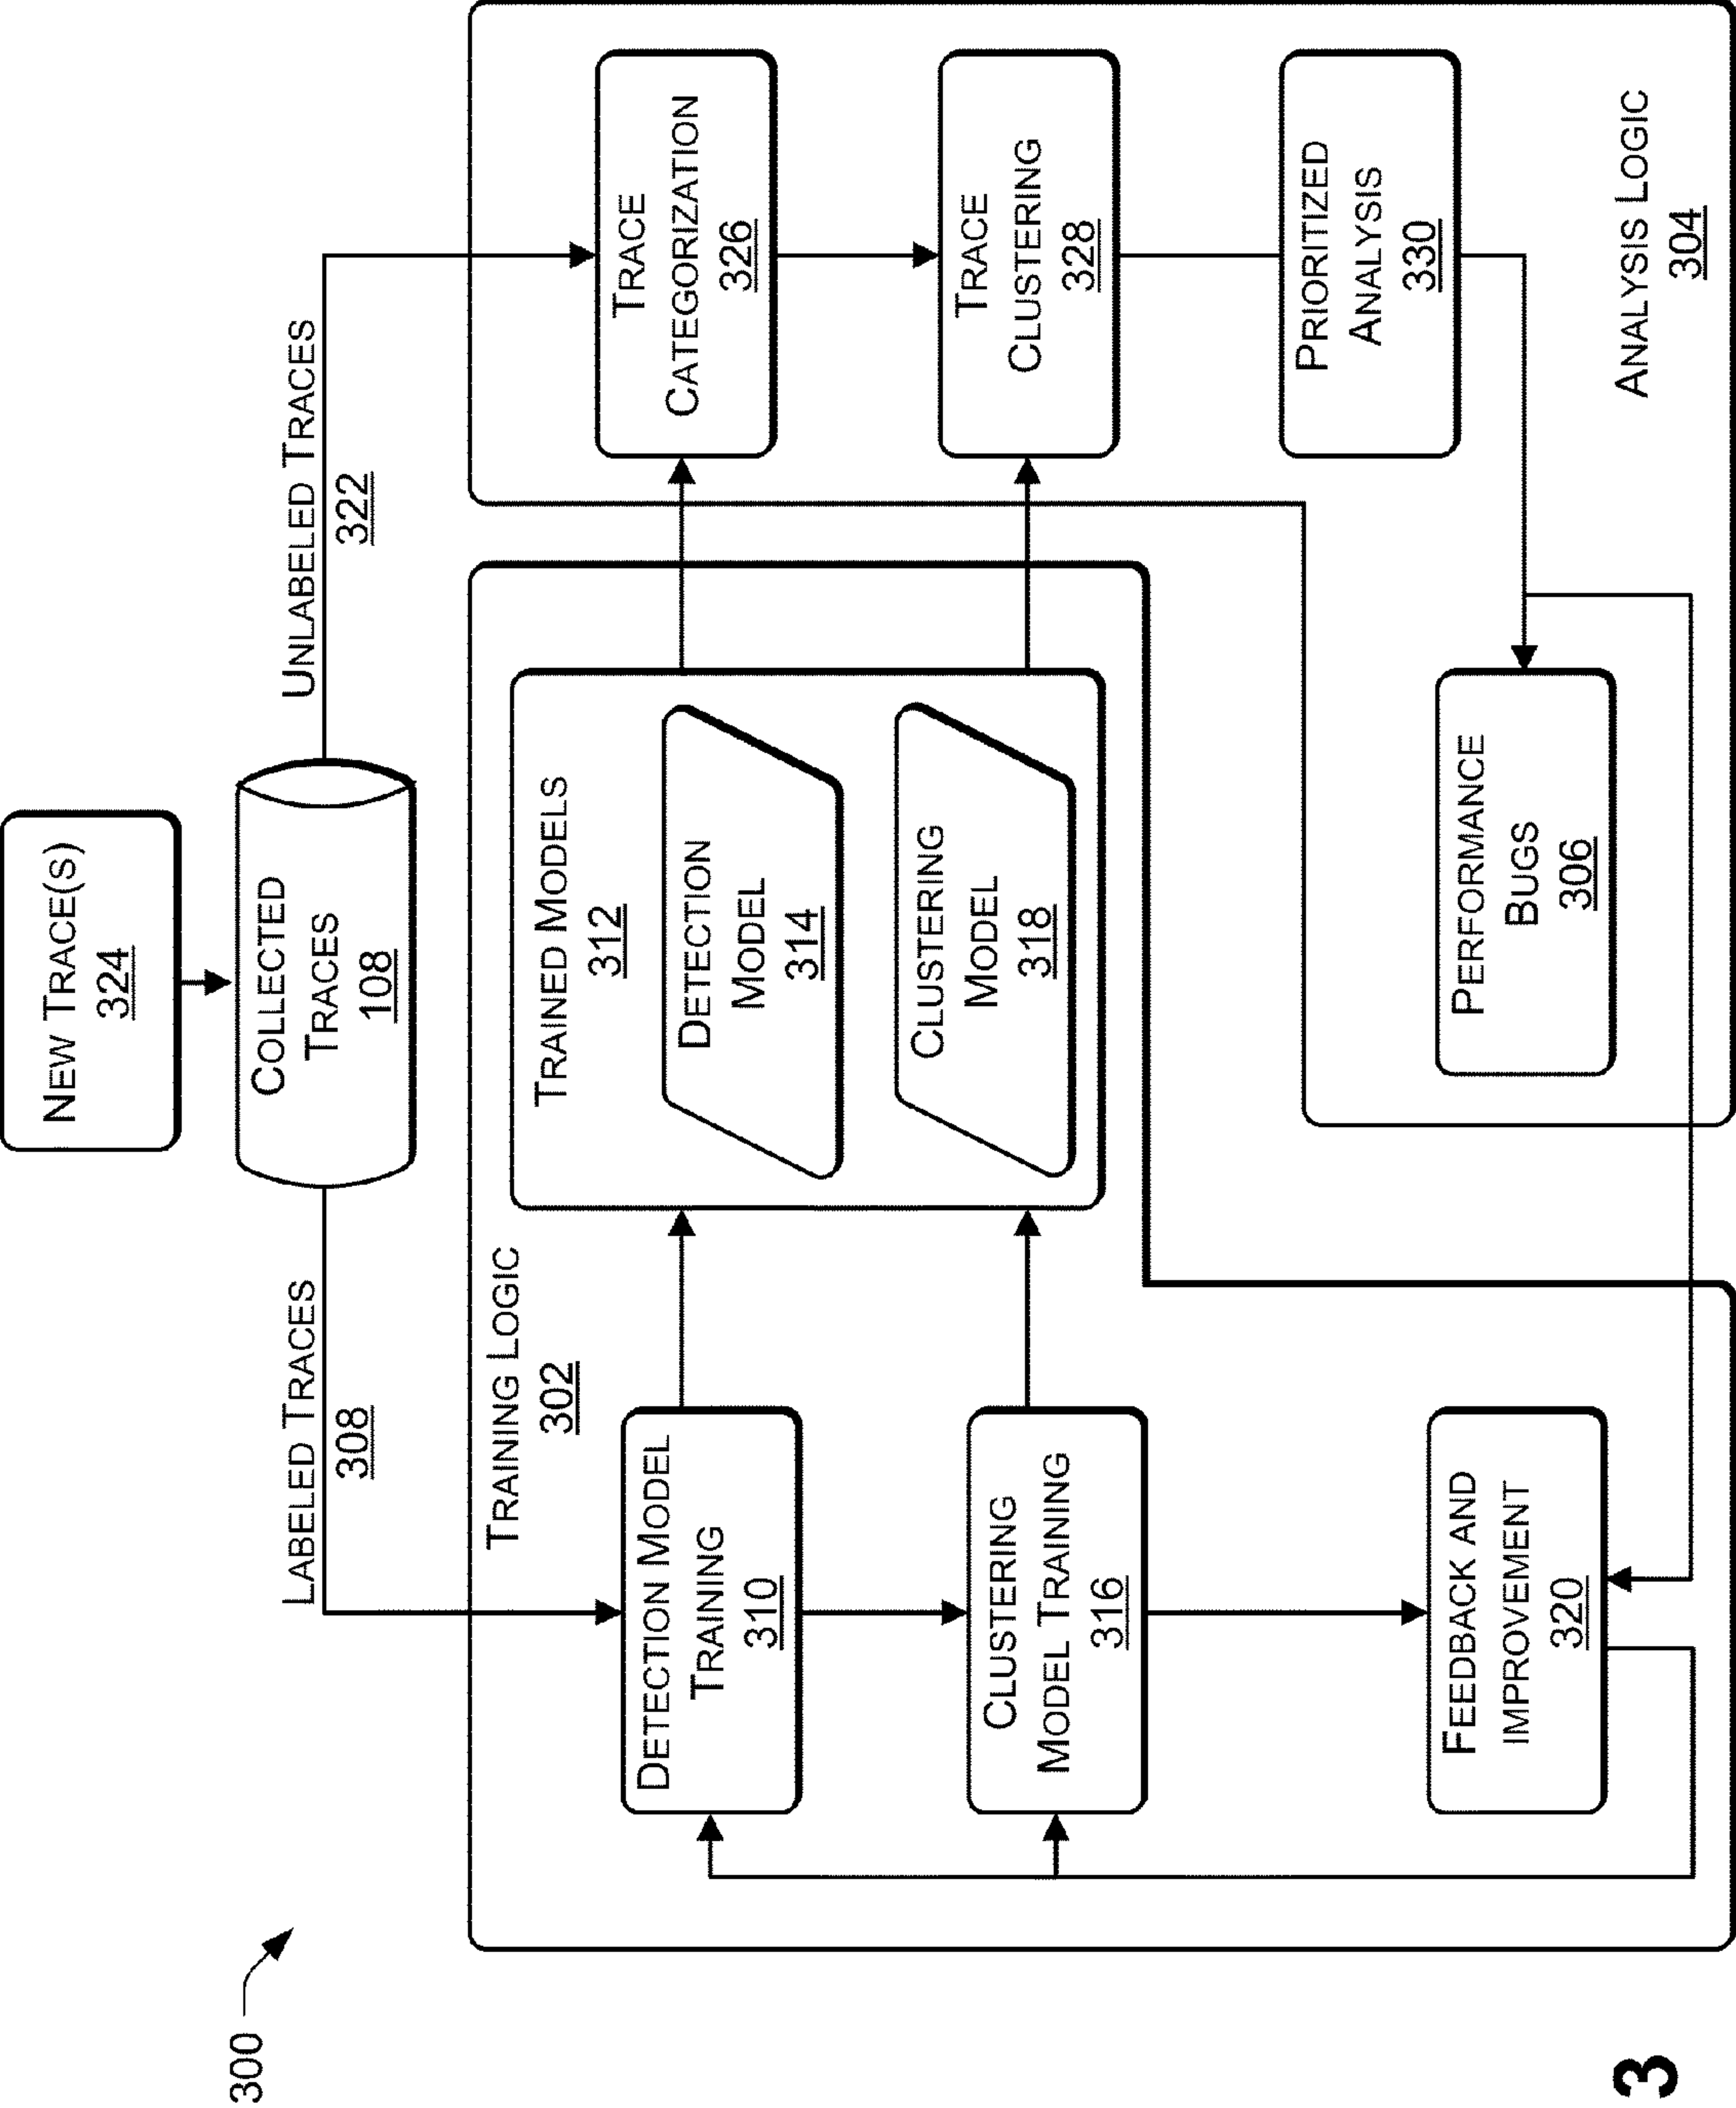 300
NEW TRACE(S)
324
COLLECTED
TRACES
108
LABELED TRACES
308
UNLABELED TRACES
322
TRAINING LOGIC
302
DETECTION MODEL
TRAINING
310
CLUSTERING
MODEL TRAINING
316
FEEDBACK AND
IMPROVEMENT
320
TRAINED MODELS
312
DETECTION
MODEL
314
CLUSTERING
MODEL
318
TRACE
CATEGORIZATION
326
TRACE
CLUSTERING
328
PRIORITIZED
ANALYSIS
330
PERFORMANCE
BUGS
306
ANALYSIS LOGIC
304
3